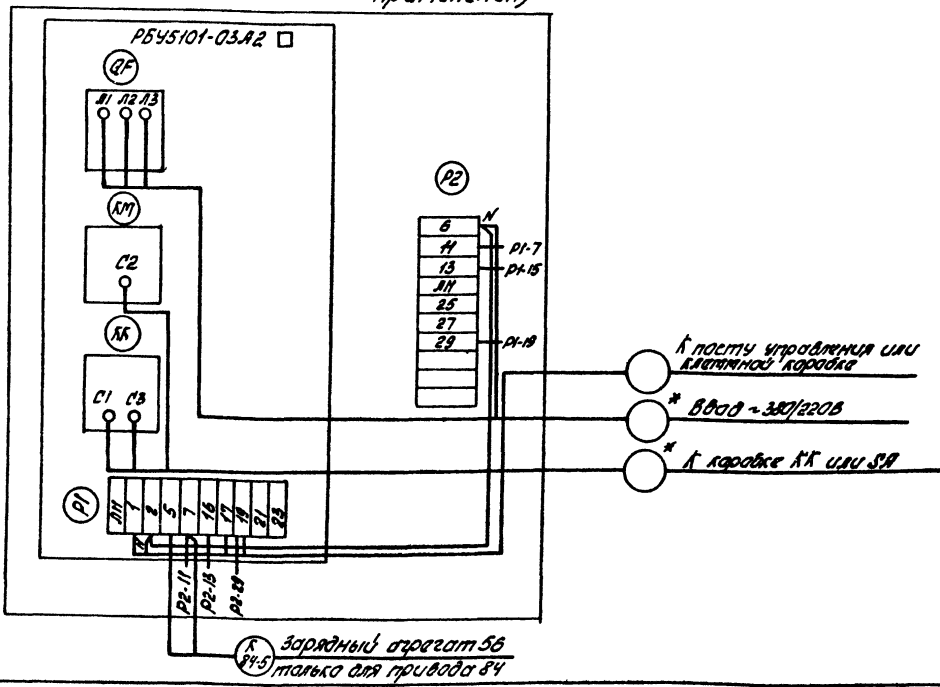 РБУ5101-03А2
QF
Л1 Л2 Л3
КМ
С2
КК
С1 С3
Р1
ЛН 1 2 5 7 16 17 19 21 23
N
Р2-11
Р2-13
Р2-29
Р2
N
6
11 Р1-7
13 Р1-15
ЛН
25
27
29 Р1-19
К посту управления или
клеммной коробке
* Ввод ~380/220В
* К коробке КК или SA
К
84-5
Зарядный агрегат 56
только для привода 84